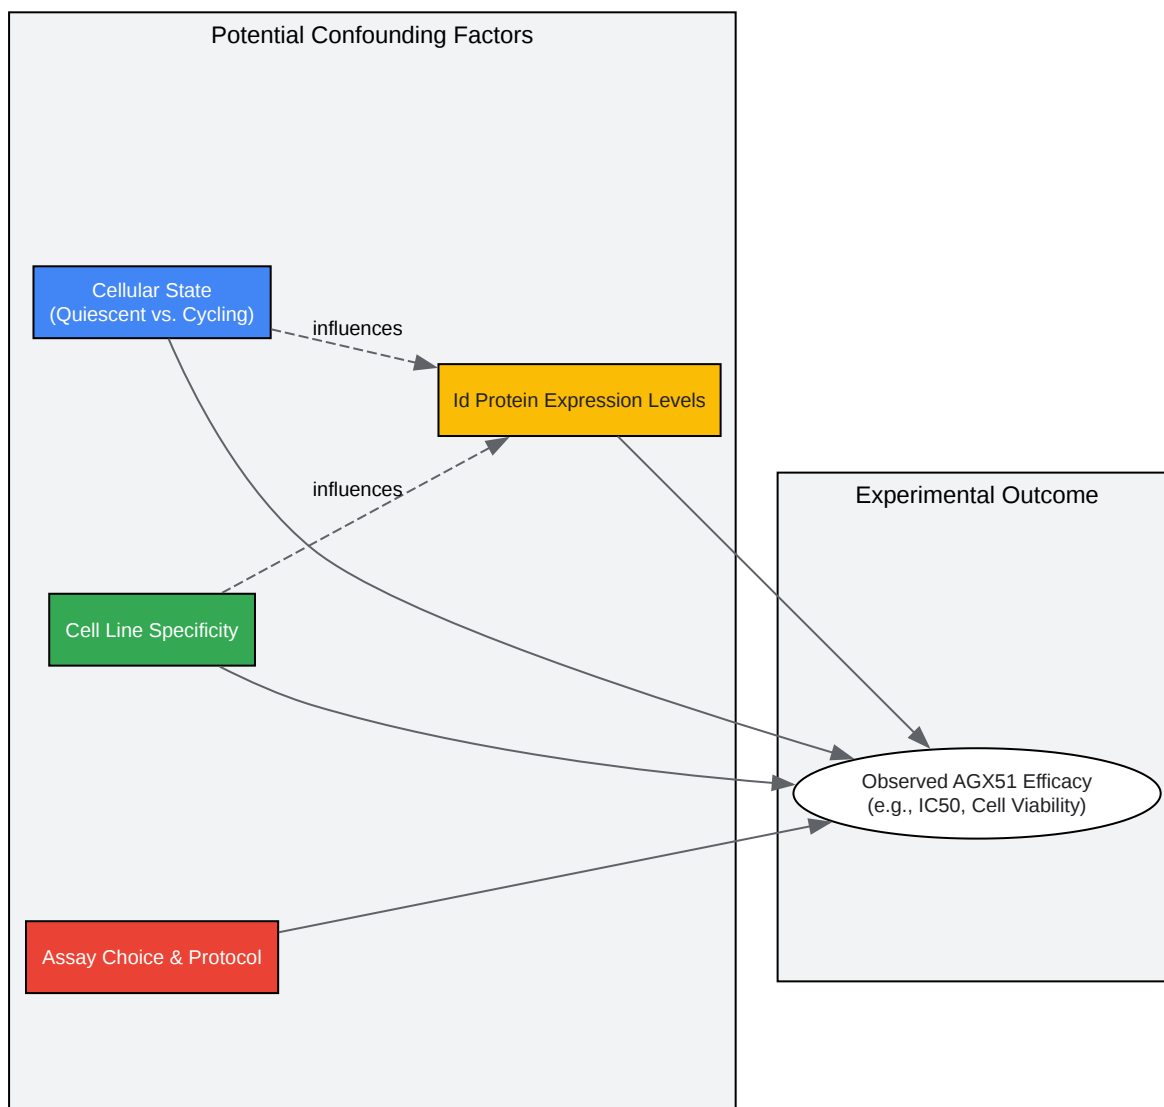 Potential Confounding Factors
Cellular State
(Quiescent vs. Cycling)
influences
Id Protein Expression Levels
influences
Experimental Outcome
Cell Line Specificity
Observed AGX51 Efficacy
(e.g., IC50, Cell Viability)
Assay Choice & Protocol